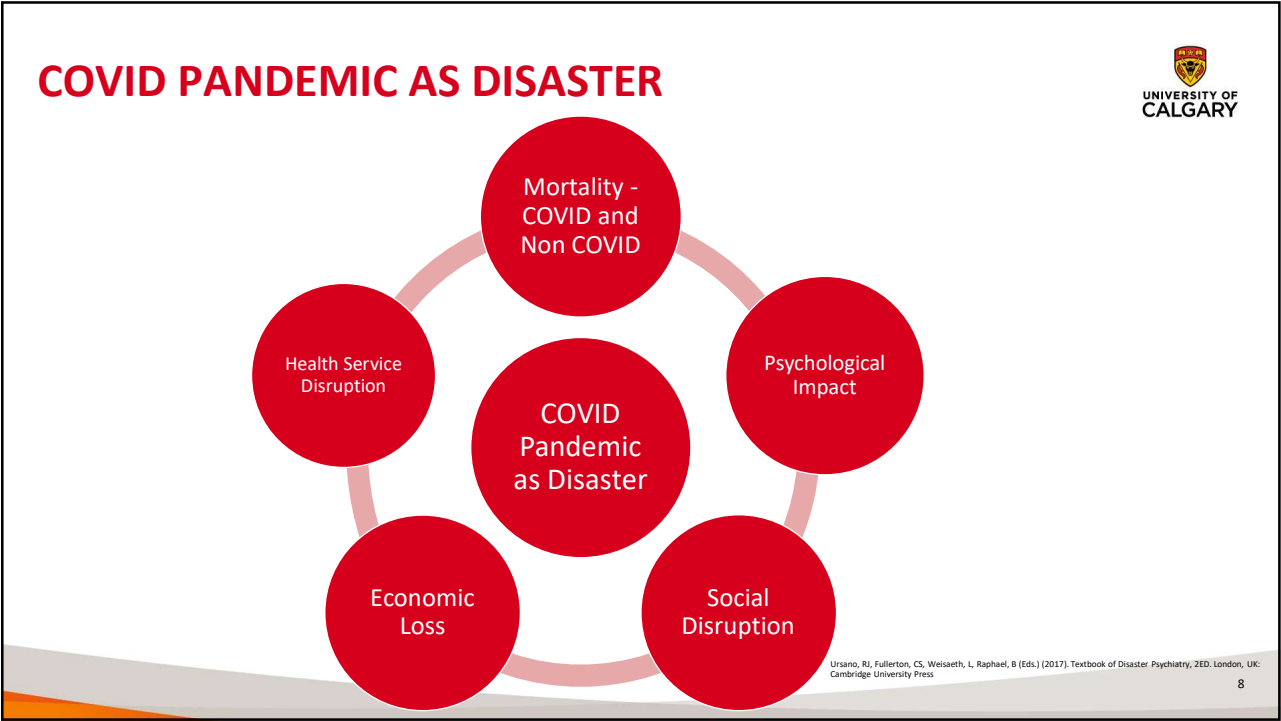 COVID PANDEMIC AS DISASTER
UNIVERSITY OF
CALGARY
Mortality -
COVID and
Non COVID
Psychological
Impact
Social
Disruption
Economic
Loss
Health Service
Disruption
COVID
Pandemic
as Disaster
Ursano, RJ, Fullerton, CS, Weisaeth, L, Raphael, B (Eds.) (2017). Textbook of Disaster Psychiatry, 2ED. London, UK:
Cambridge University Press
8